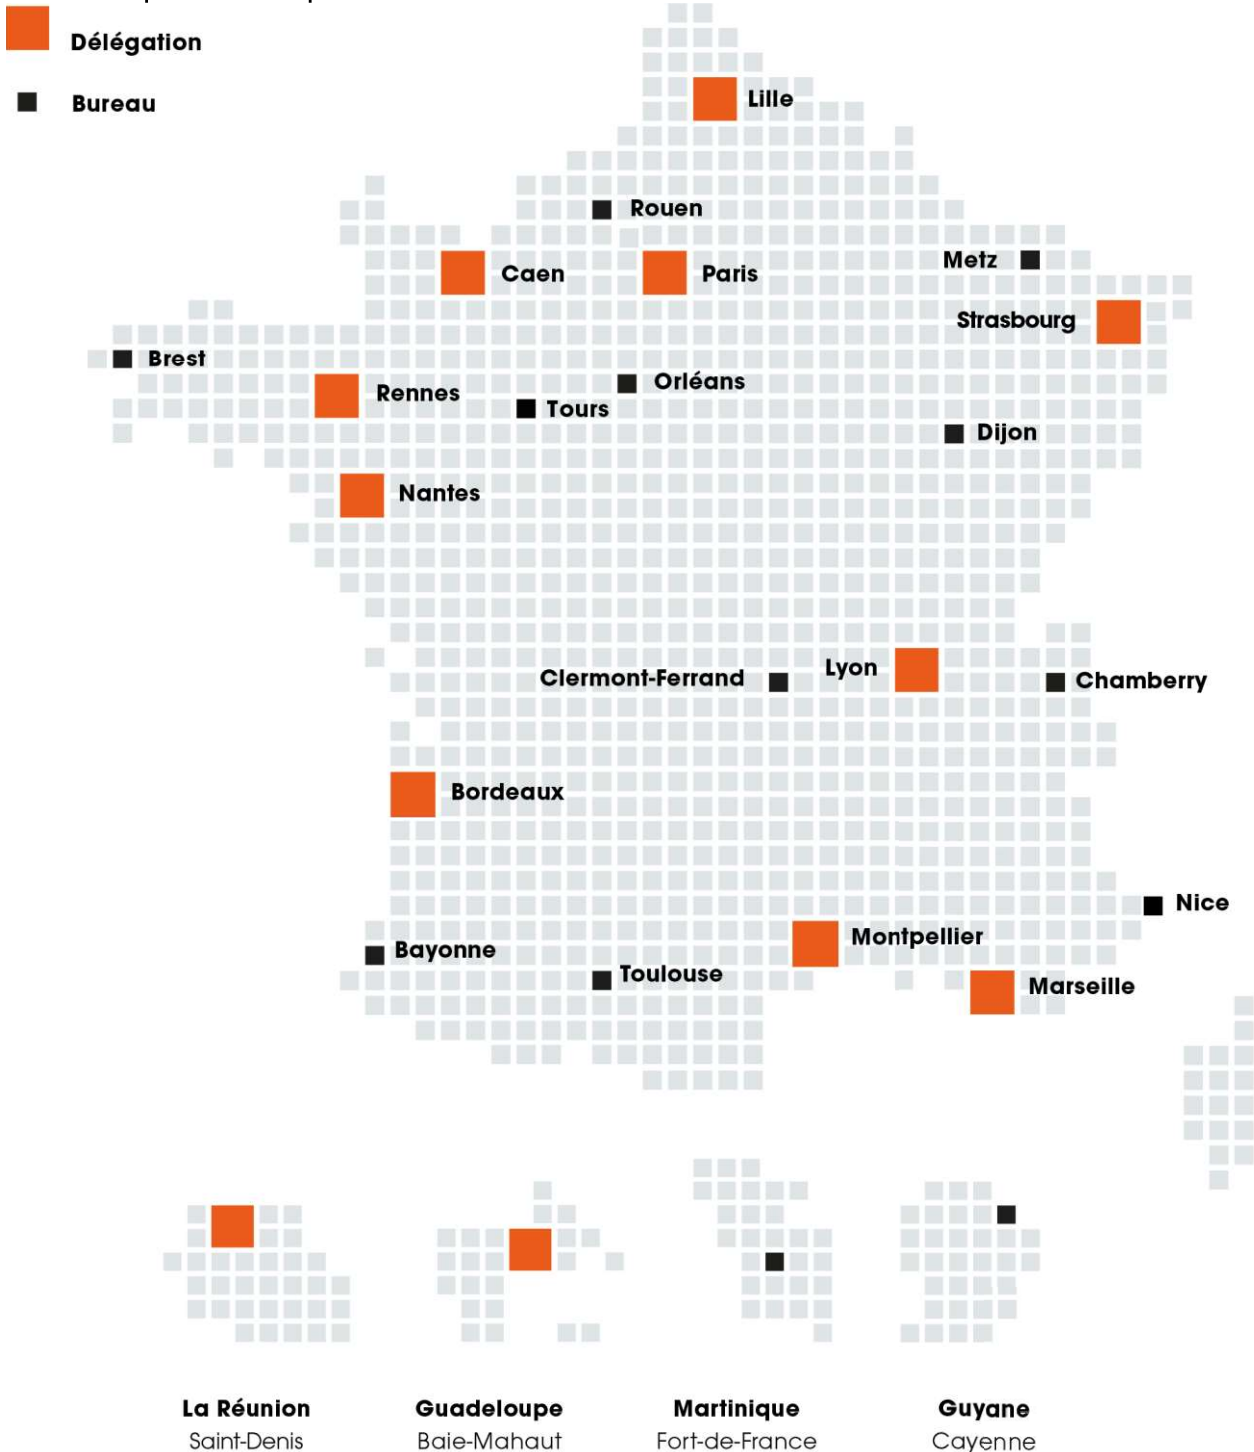 Délégation
Bureau
Lille
Rouen
Metz
Caen
Paris
Strasbourg
Brest
Rennes
Orléans
Tours
Dijon
Nantes
Lyon
Clermont-Ferrand
Chamberry
Bordeaux
Nice
Montpellier
Bayonne
Toulouse
Marseille
La Réunion
Saint-Denis
Guadeloupe
Baie-Mahaut
Martinique
Fort-de-France
Guyane
Cayenne